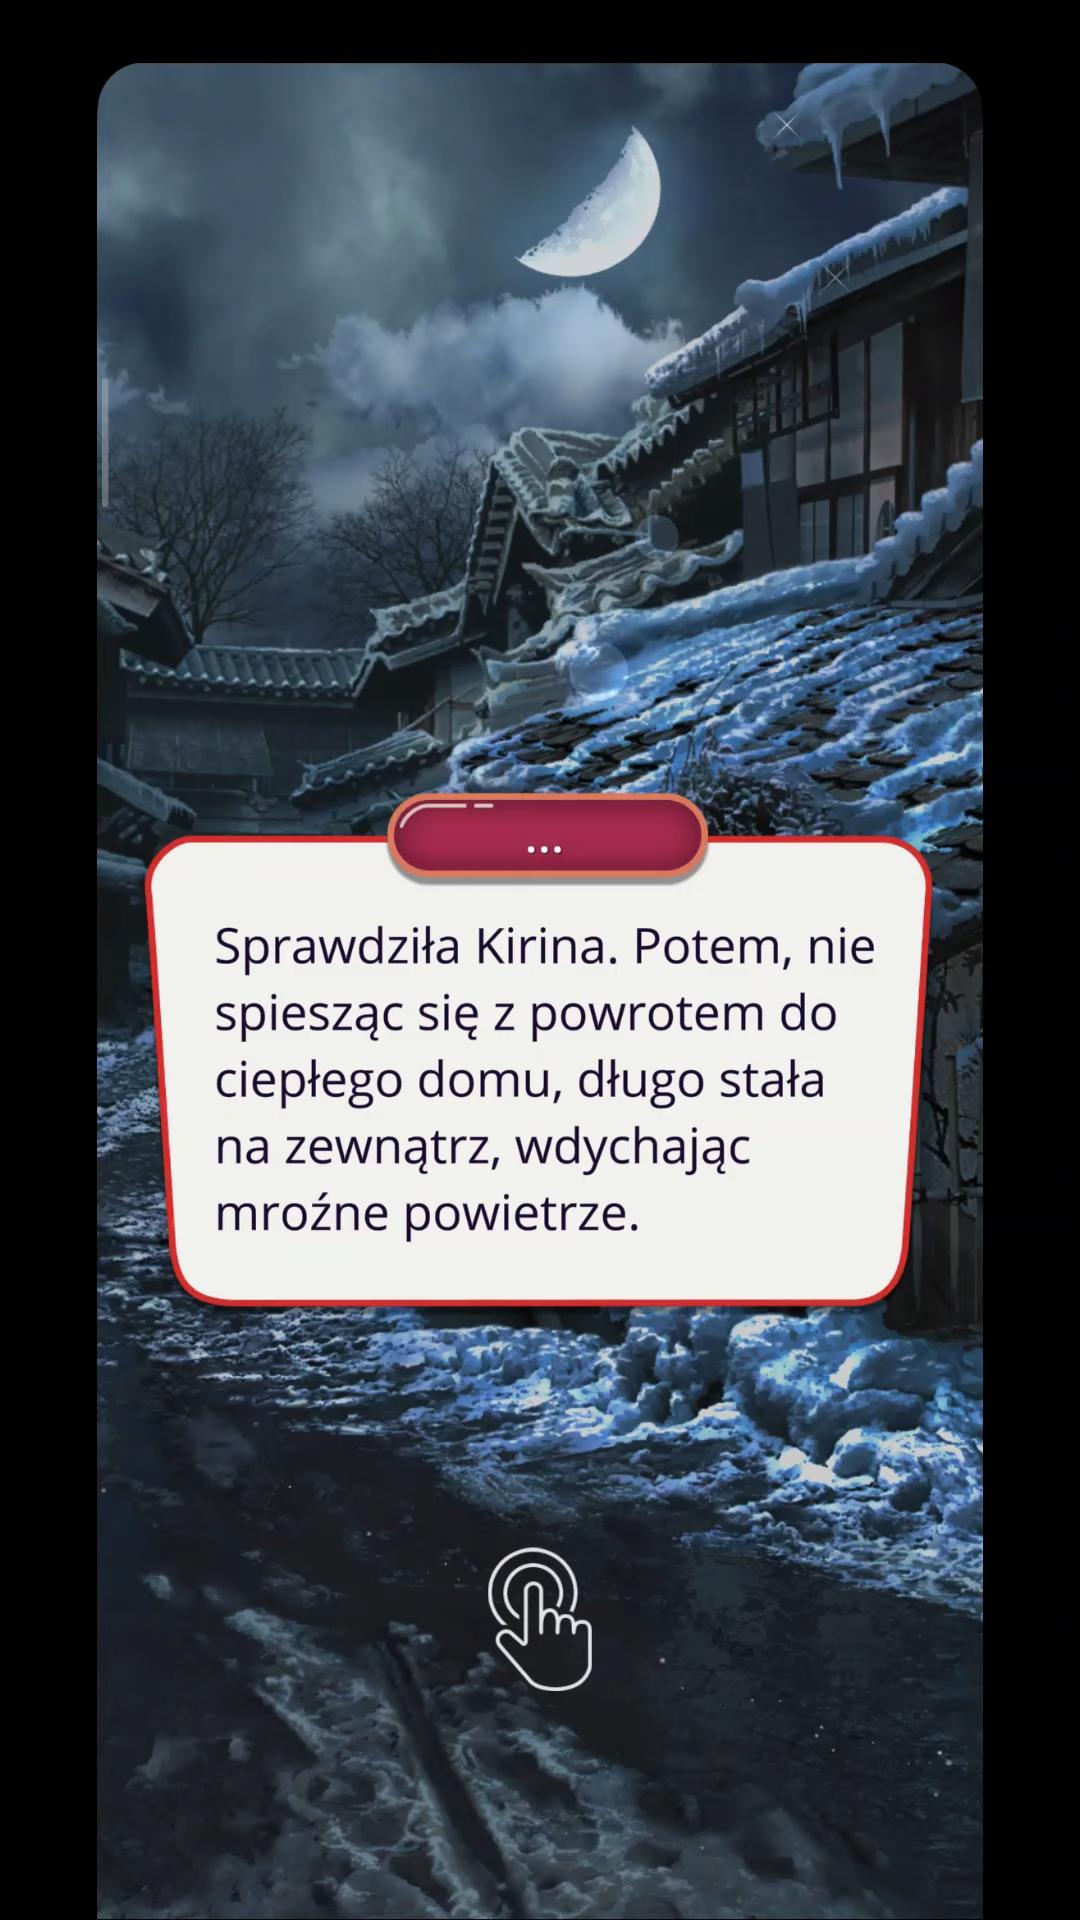 ...
Sprawdziła Kirina. Potem, nie
spiesząc się z powrotem do
ciepłego domu, długo stała
na zewnątrz, wdychając
mroźne powietrze.